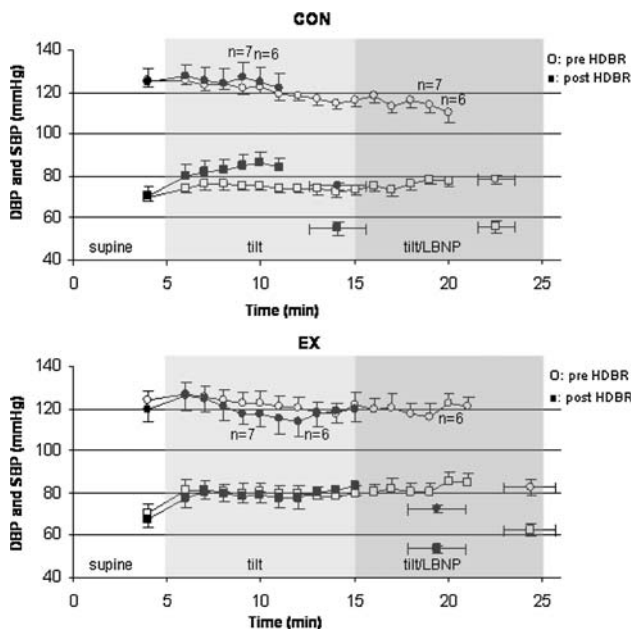 CON
DBP and SBP (mmHg)
140
120
100
80
60
40
n=7
n=6
n=7
n=6
○: pre HDBR
■: post HDBR
supine
tilt
tilt/LBNP
0
5
10
15
20
25
Time (min)
EX
DBP and SBP (mmHg)
140
120
100
80
60
40
n=7
n=6
n=6
○: pre HDBR
■: post HDBR
supine
tilt
tilt/LBNP
0
5
10
15
20
25
Time (min)